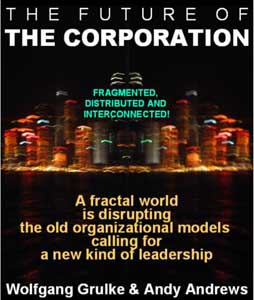 THE FUTURE OF
THE CORPORATION
FRAGMENTED,
DISTRIBUTED AND
INTERCONNECTED!
A fractal world
is disrupting
the old organizational models
calling for
a new kind of leadership
Wolfgang Grulke & Andy Andrews